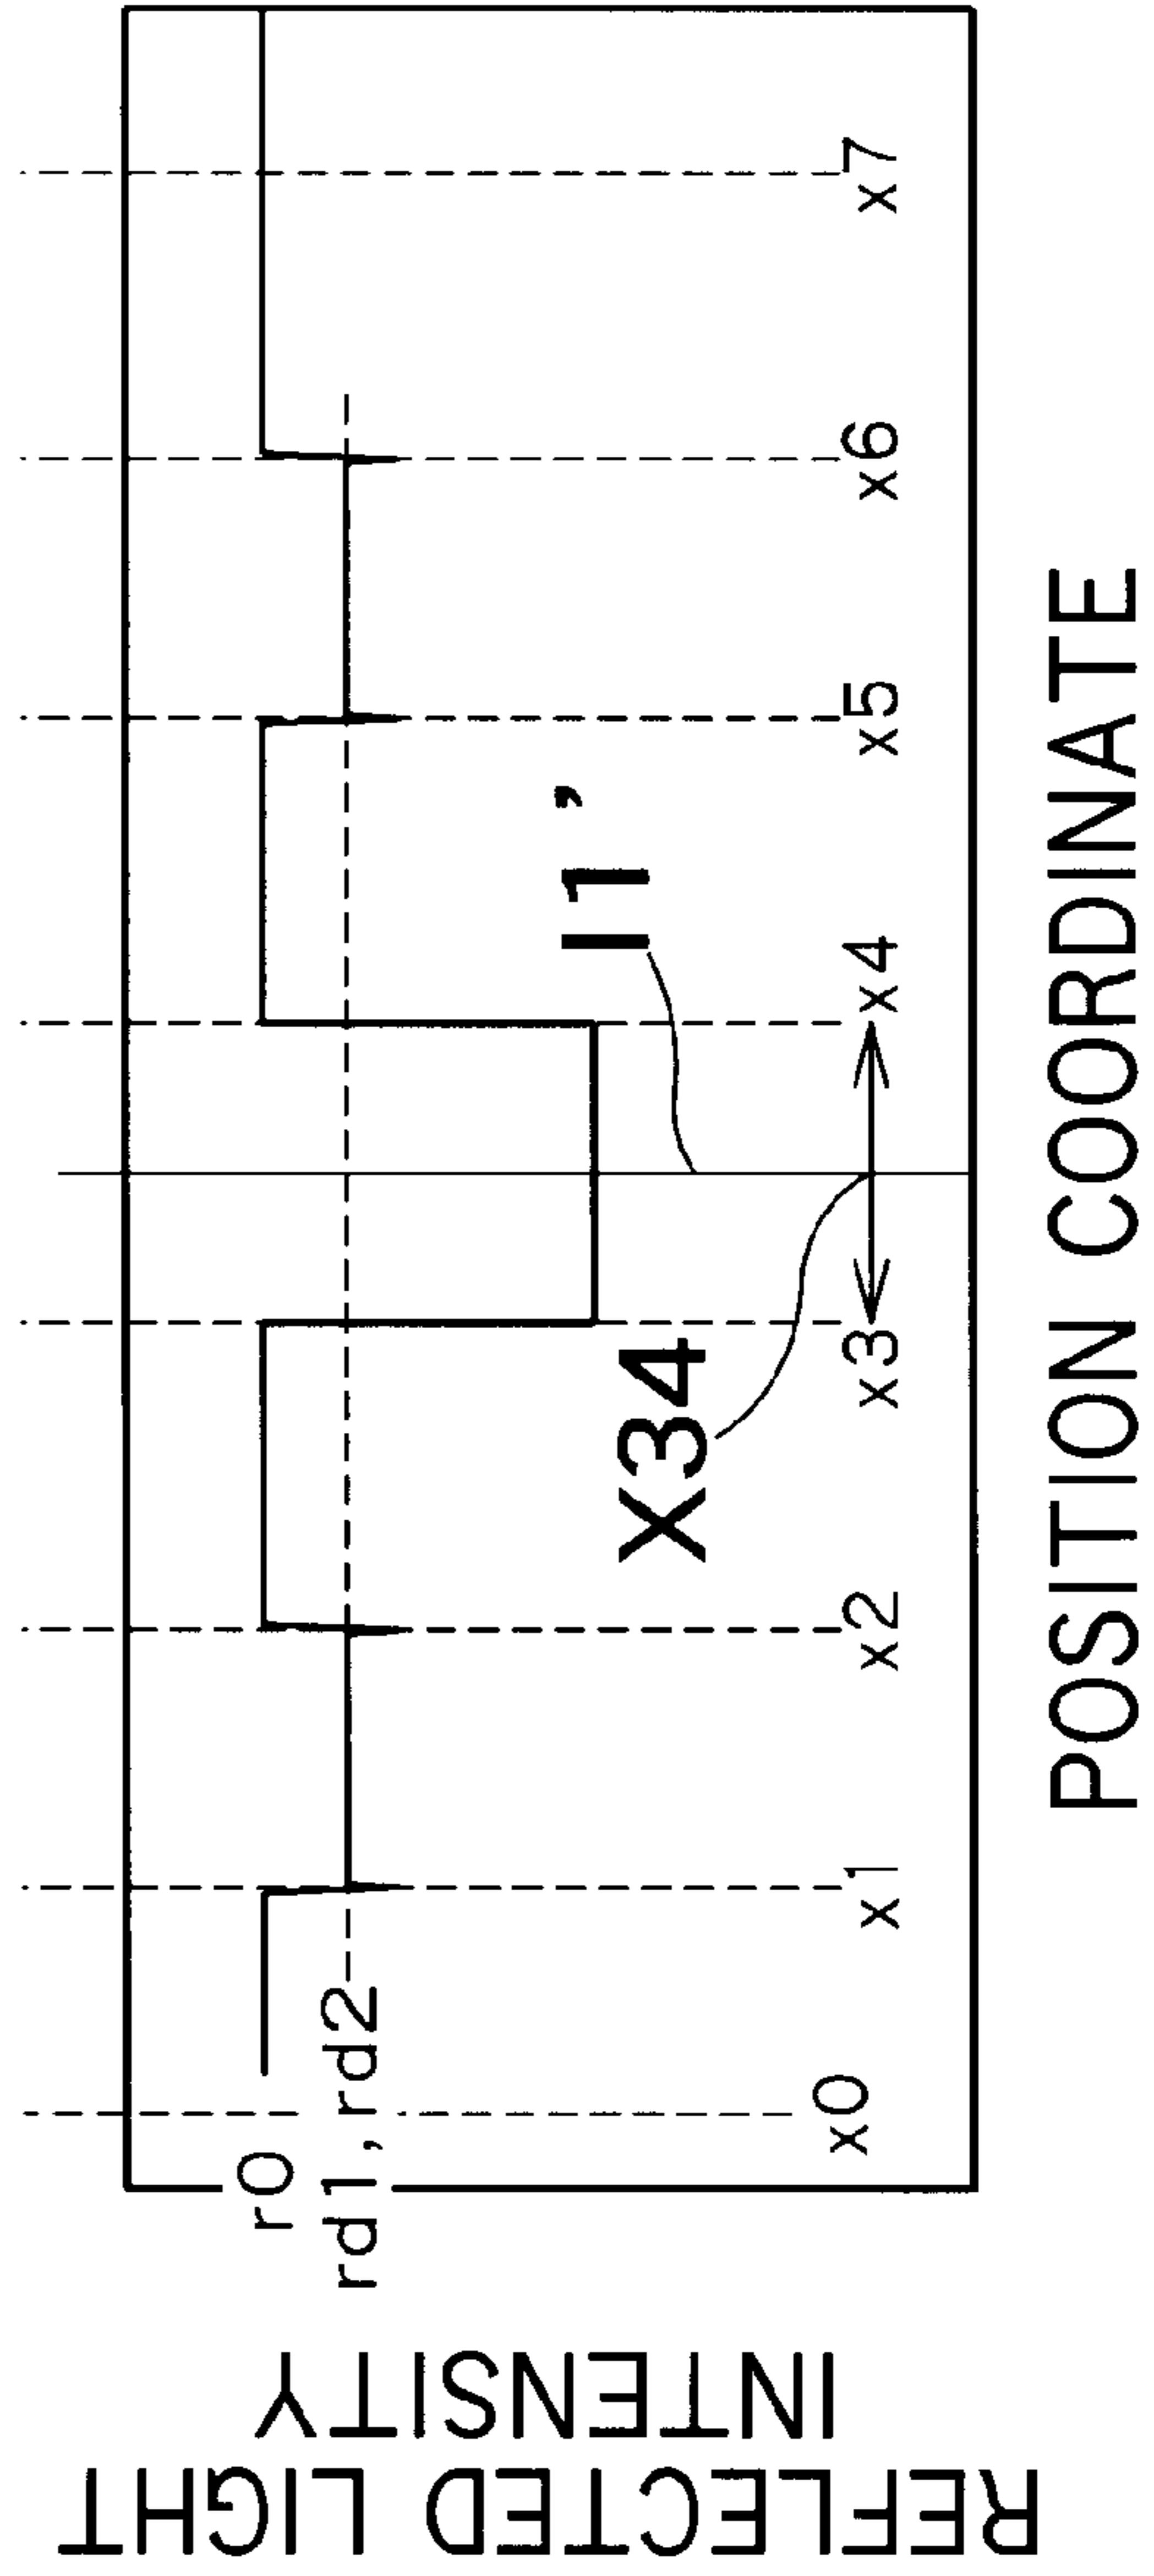 REFLECTED LIGHT
INTENSITY
r0
rd1,rd2
I1’
X34
x0 x1 x2 x3 x4 x5 x6 x7
POSITION COORDINATE